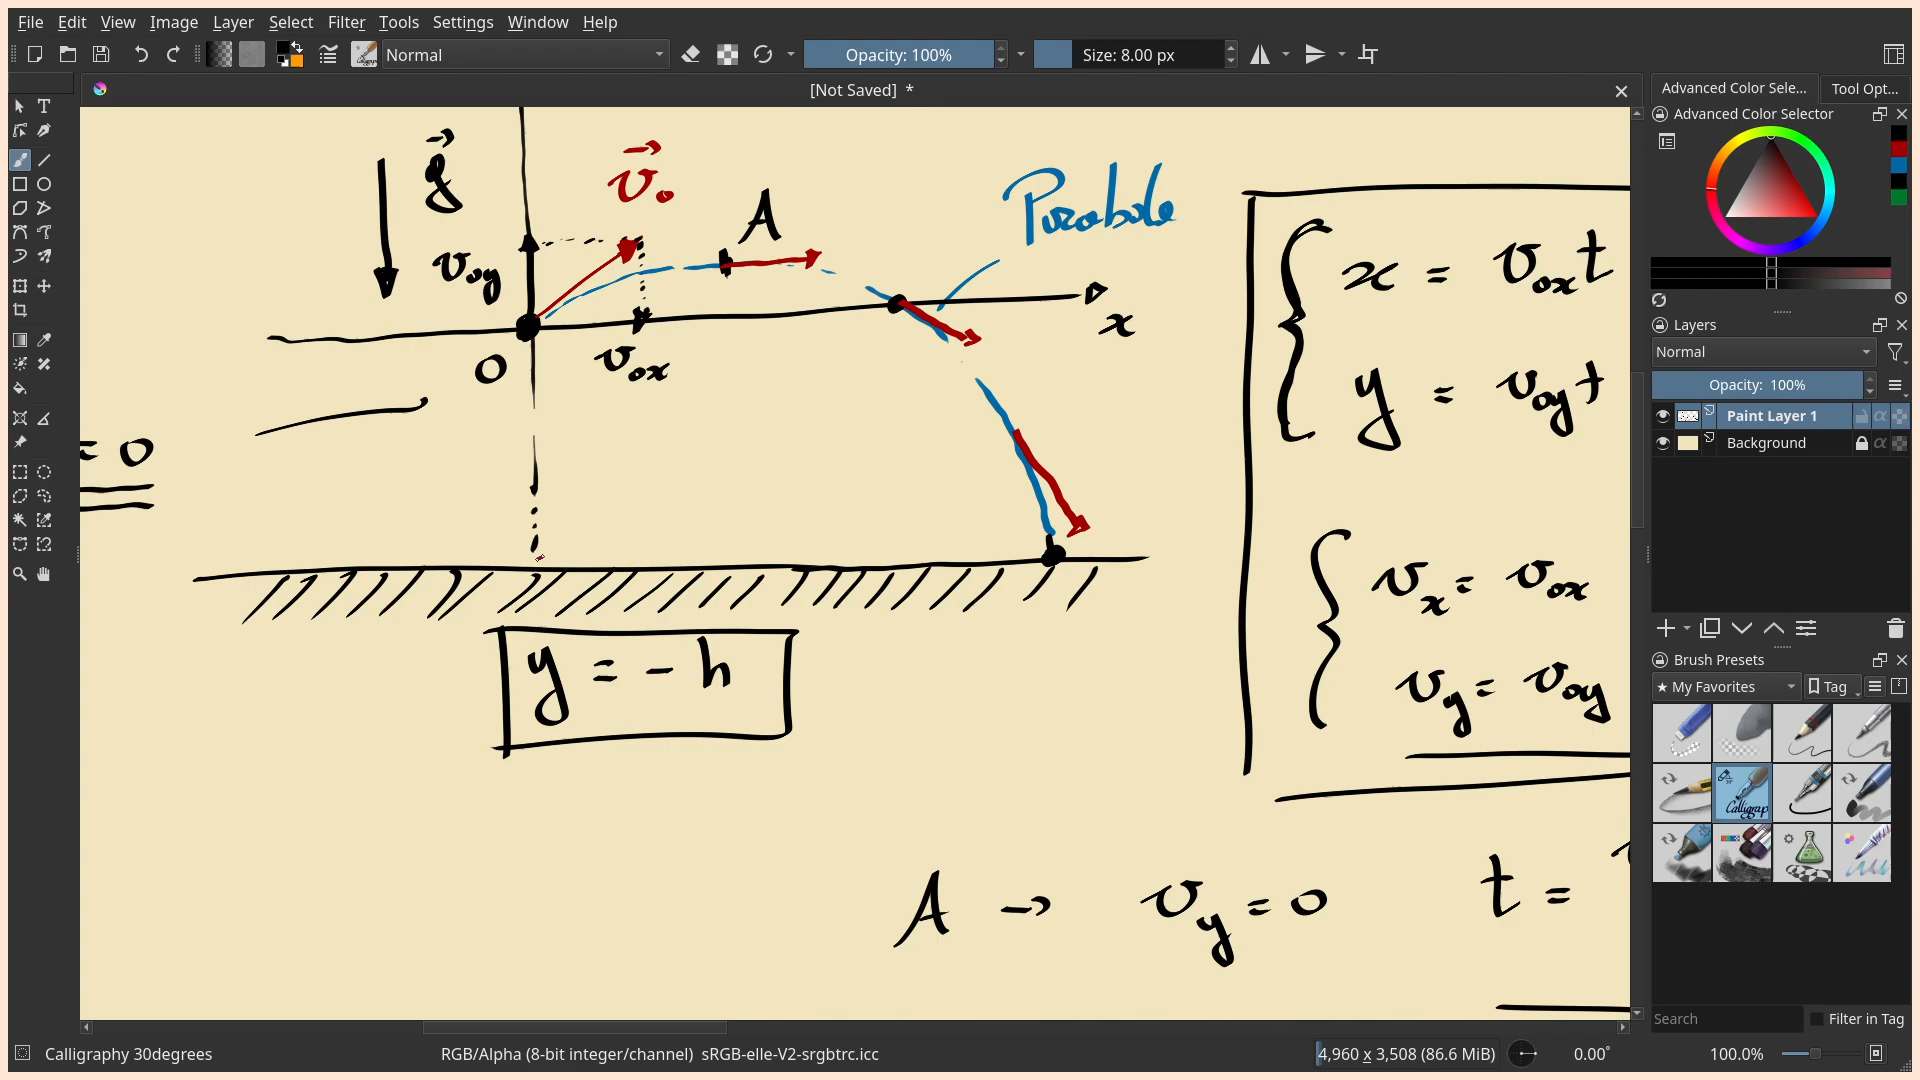 File Edit View Image Layer Select Filter Tools Settings Window Help
Normal Opacity: 100% Size: 8.00 px
[Not Saved] *
Advanced Color Sele... Tool Opt...
Advanced Color Selector
Layers
Normal
Opacity: 100%
Paint Layer 1
Background
Brush Presets
★ My Favorites Tag
Calligrap
Search Filter in Tag
g⃗
v⃗₀
A
Parabole
v₀y
x
O
v₀x
= 0
y = - h
x = v₀x t
y = v₀y t
vx = v₀x
vy = v₀y
A → vy = 0 t =
Calligraphy 30degrees RGB/Alpha (8-bit integer/channel) sRGB-elle-V2-srgbtrc.icc 4,960 x 3,508 (86.6 MiB) 0.00° 100.0%